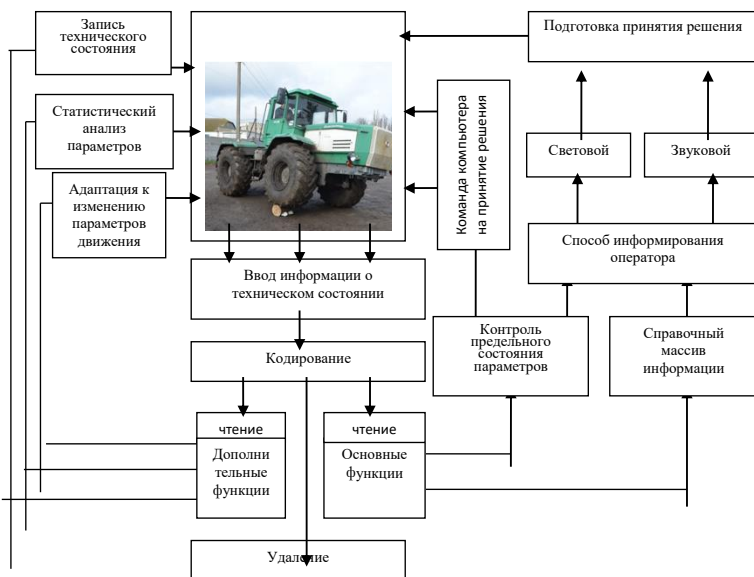 Запись
технического
состояния
Статистический
анализ
параметров
Адаптация к
изменению
параметров
движения
Команда компьютера
на принятие решения
Подготовка принятия решения
Световой
Звуковой
Способ информирования
оператора
Ввод информации о
техническом состоянии
Кодирование
Контроль
предельного
состояния
параметров
Справочный
массив
информации
чтение
Дополни
тельные
функции
чтение
Основные
функции
Удаление